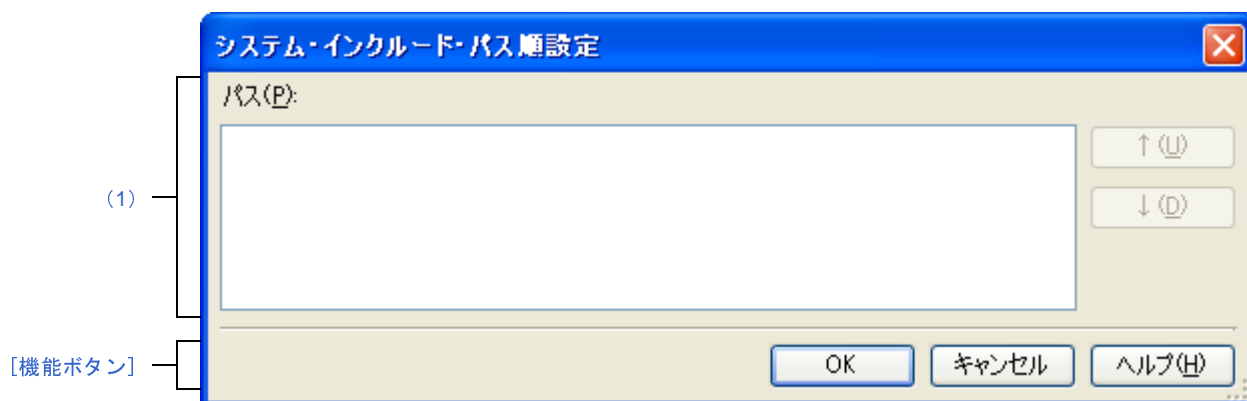 システム・インクルード・パス順設定
パス(P):
↑(U)
(1)
↓(D)
[機能ボタン]
OK
キャンセル
ヘルプ(H)